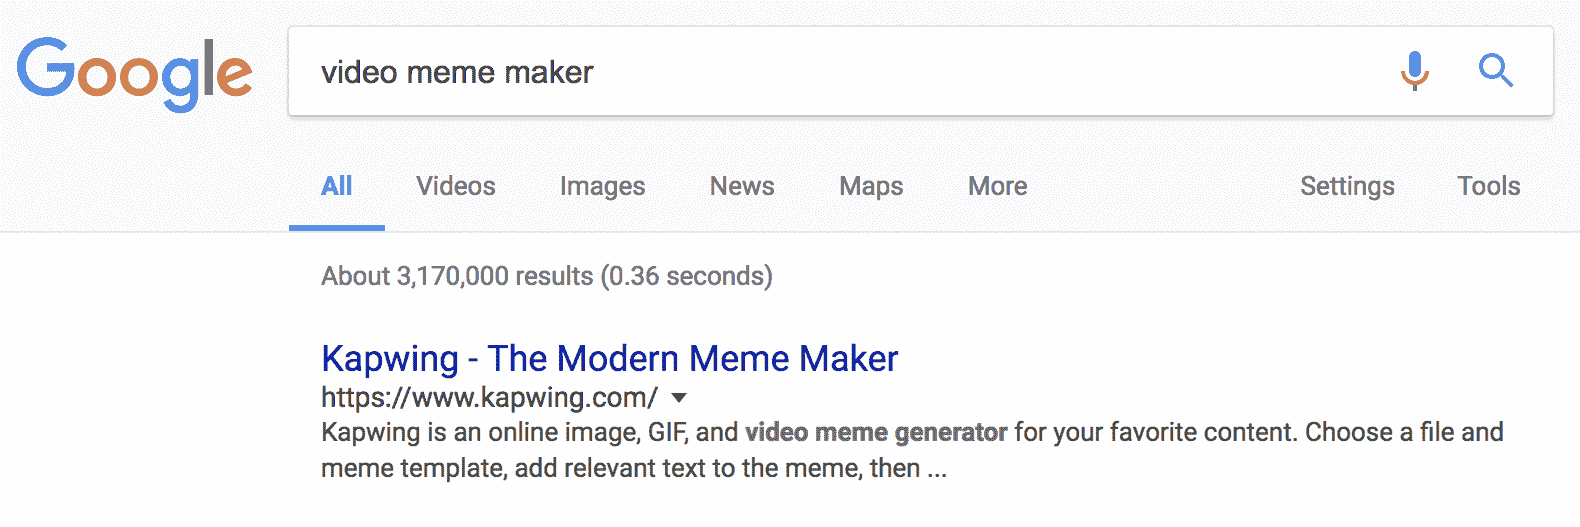 Google
video meme maker
All Videos Images News Maps More Settings Tools
About 3,170,000 results (0.36 seconds)
Kapwing - The Modern Meme Maker
https://www.kapwing.com/
Kapwing is an online image, GIF, and video meme generator for your favorite content. Choose a file and
meme template, add relevant text to the meme, then ...